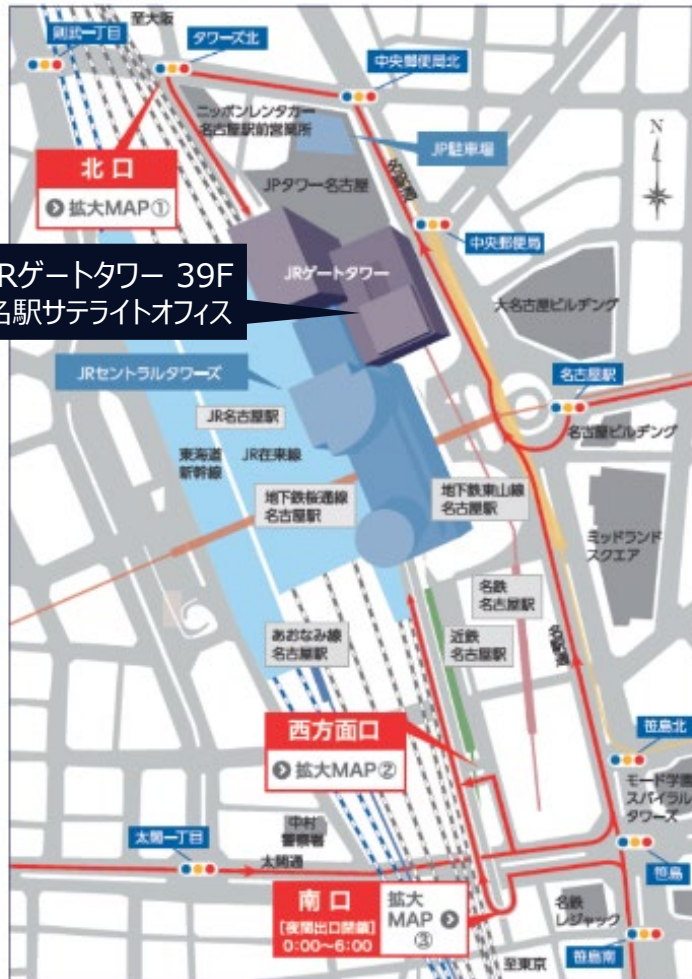 至大阪
則武一丁目
タワーズ北
中央郵便局北
ニッポンレンタカー
名古屋駅前営業所
JP駐車場
N
北口
拡大MAP①
JPタワー名古屋
名駅通
中央郵便局
JRゲートタワー
Rゲートタワー 39F
名駅サテライトオフィス
大名古屋ビルヂング
JRセントラルタワーズ
名古屋駅
JR名古屋駅
名古屋ビルヂング
東海道
新幹線
JR在来線
地下鉄桜通線
名古屋駅
地下鉄東山線
名古屋駅
ミッドランド
スクエア
名鉄
名古屋駅
あおなみ線
名古屋駅
近鉄
名古屋駅
名駅通
西方面口
拡大MAP②
笹島北
モード学園
スパイラル
タワーズ
中村
警察署
太閤一丁目
太閤通
笹島
南口
[夜間出口閉鎖]
0:00~6:00
拡大
MAP
③
名鉄
レジャック
至東京
笹島南